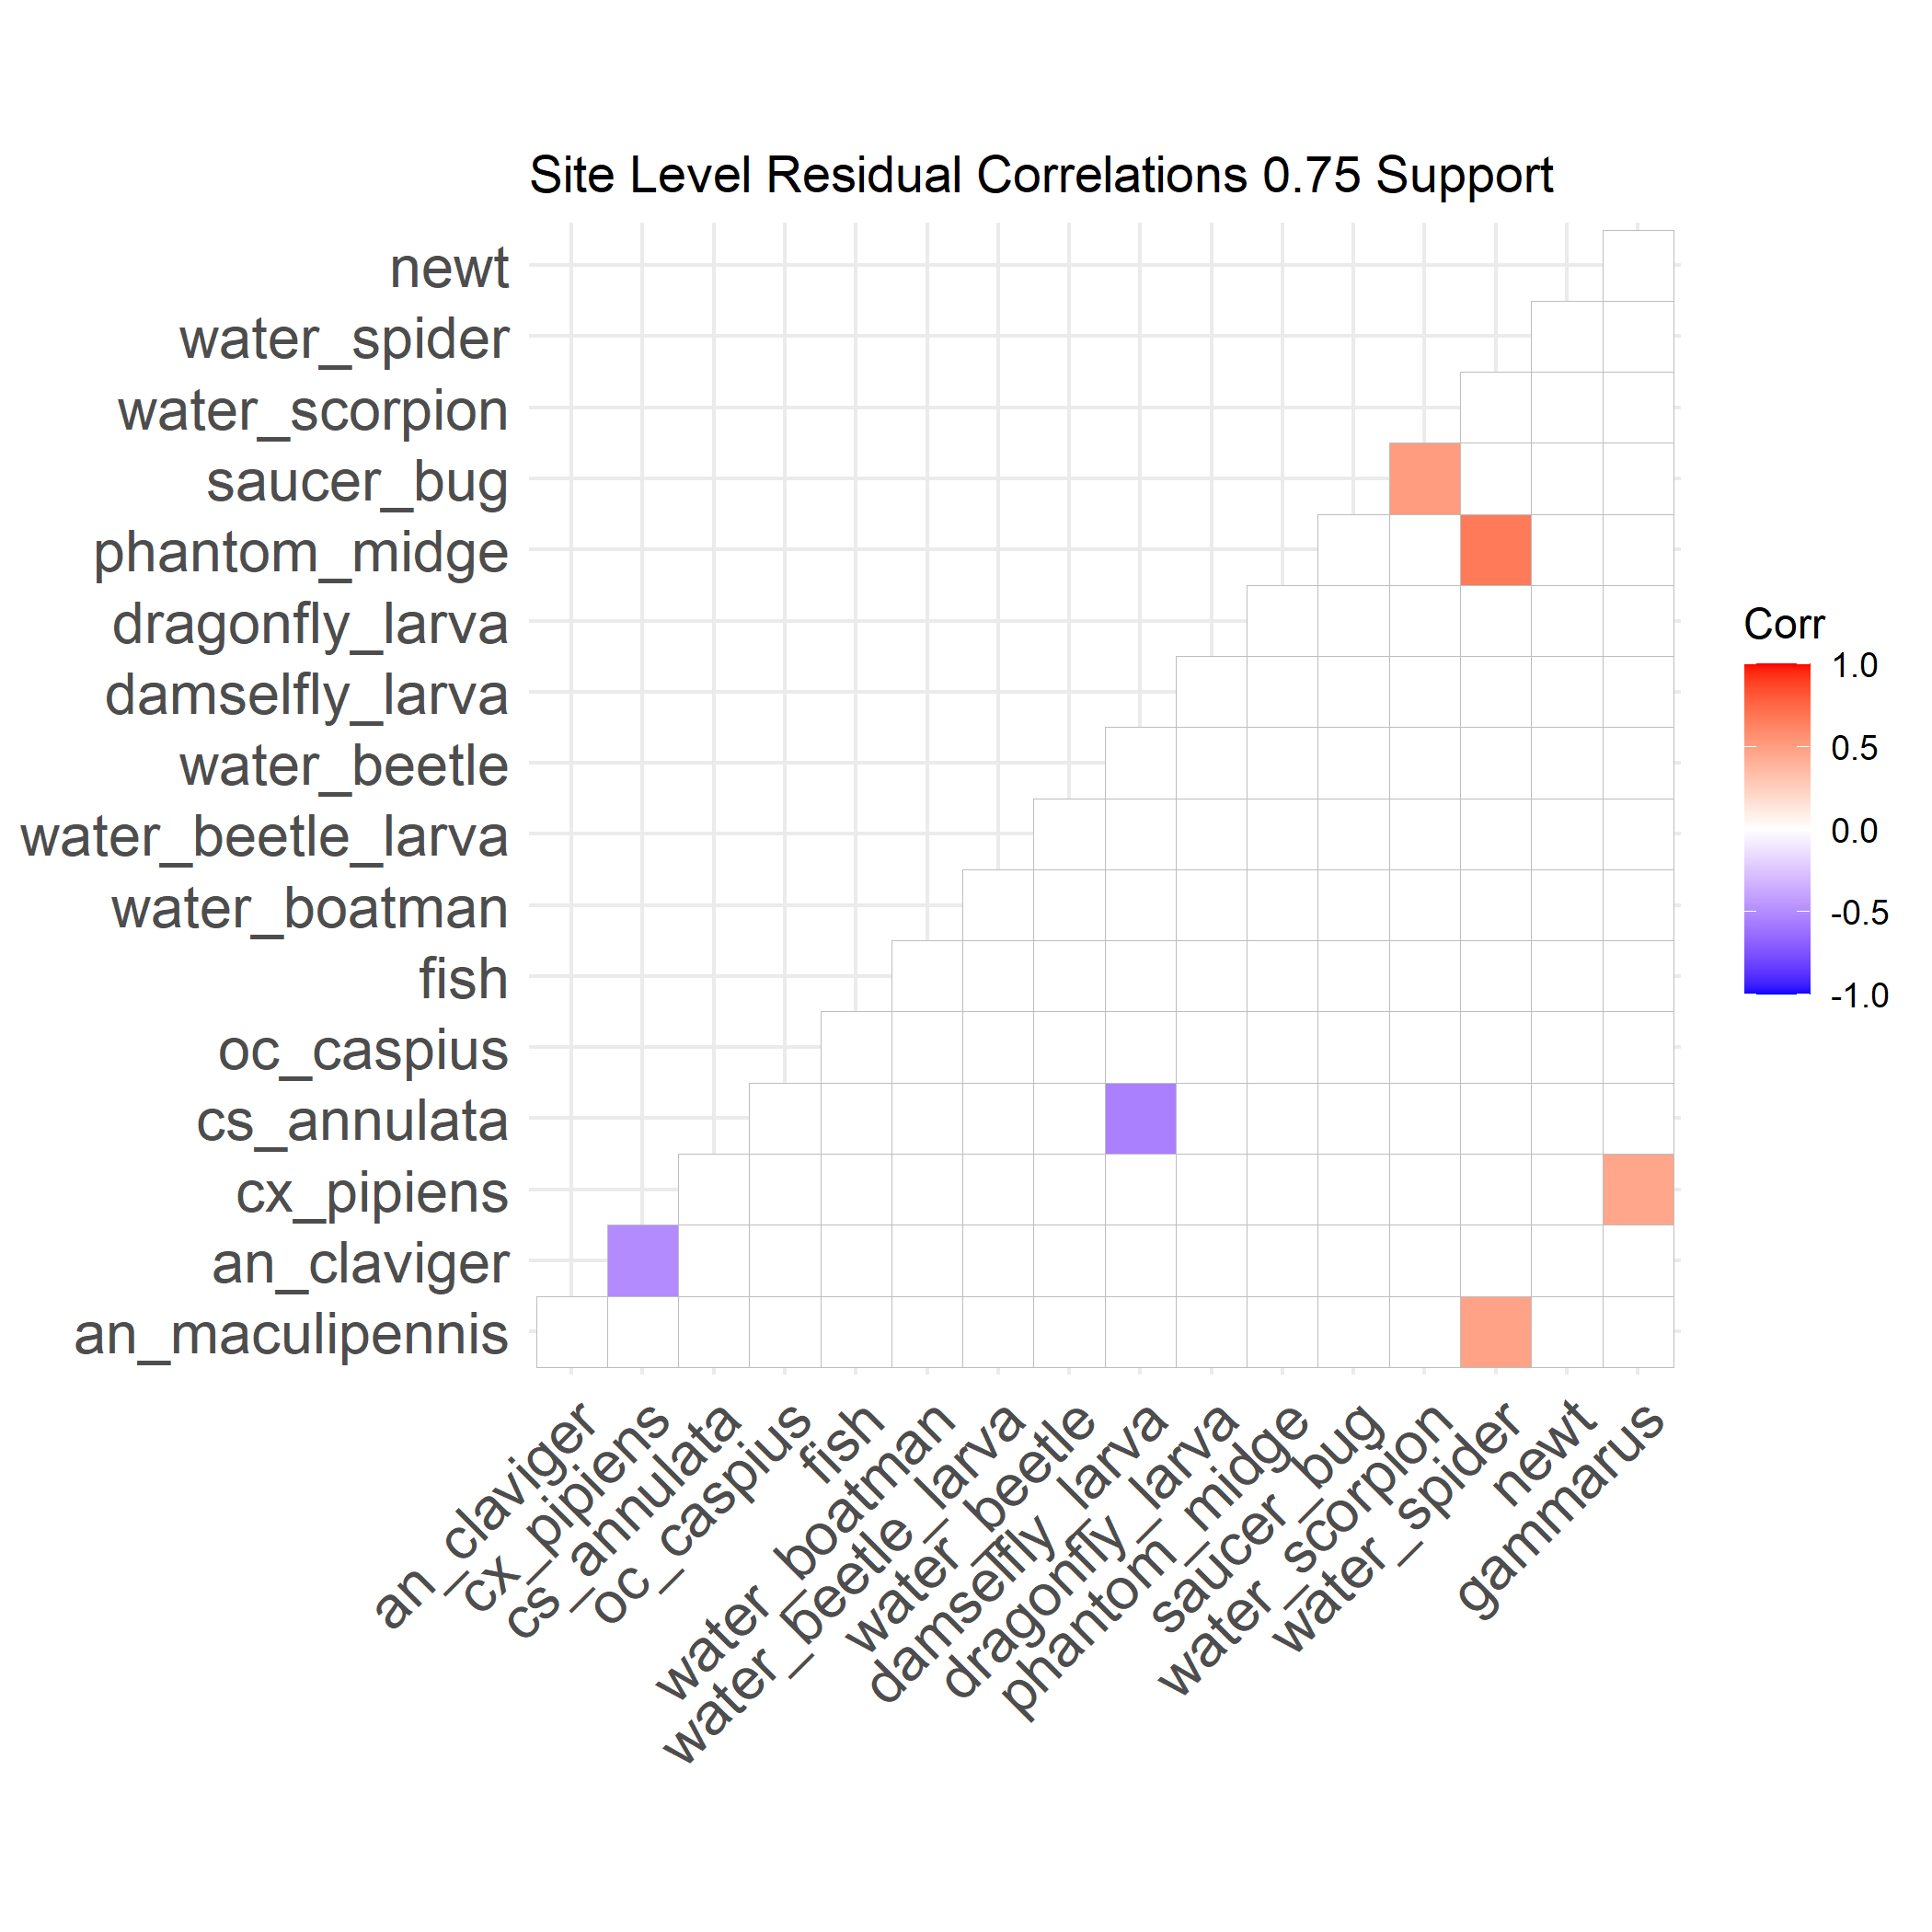 Site Level Residual Correlations 0.75 Support
newt
water_spider
water_scorpion
saucer_bug
phantom_midge
dragonfly_larva
damselfly_larva
water_beetle
water_beetle_larva
water_boatman
fish
oc_caspius
cs_annulata
cx_pipiens
an_claviger
an_maculipennis
an_claviger
cx_pipiens
cs_annulata
oc_caspius
fish
water_boatman
water_beetle_larva
water_beetle
damselfly_larva
dragonfly_larva
phantom_midge
saucer_bug
water_scorpion
water_spider
newt
gammarus
Corr
1.0
0.5
0.0
-0.5
-1.0